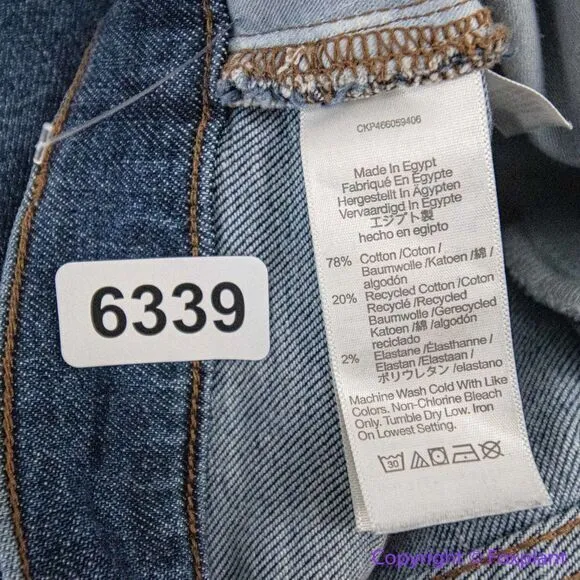 CKP466059406
Made In Egypt
Fabriqué En Égypte
Hergestellt In Ägypten
Vervaardigd In Egypte
エジプト製
hecho en egipto
78% Cotton /Coton /
Baumwolle /Katoen /綿 /
algodón
20% Recycled Cotton /Coton
Recyclé /Recycled
Baumwolle /Gerecycled
Katoen /綿 /algodón
reciclado
2% Elastane /Élasthanne /
Elastan /Elastaan /
ポリウレタン /elastano
Machine Wash Cold With Like
Colors. Non-Chlorine Bleach
Only. Tumble Dry Low. Iron
On Lowest Setting.
30
6339
Copyright © Foxplant